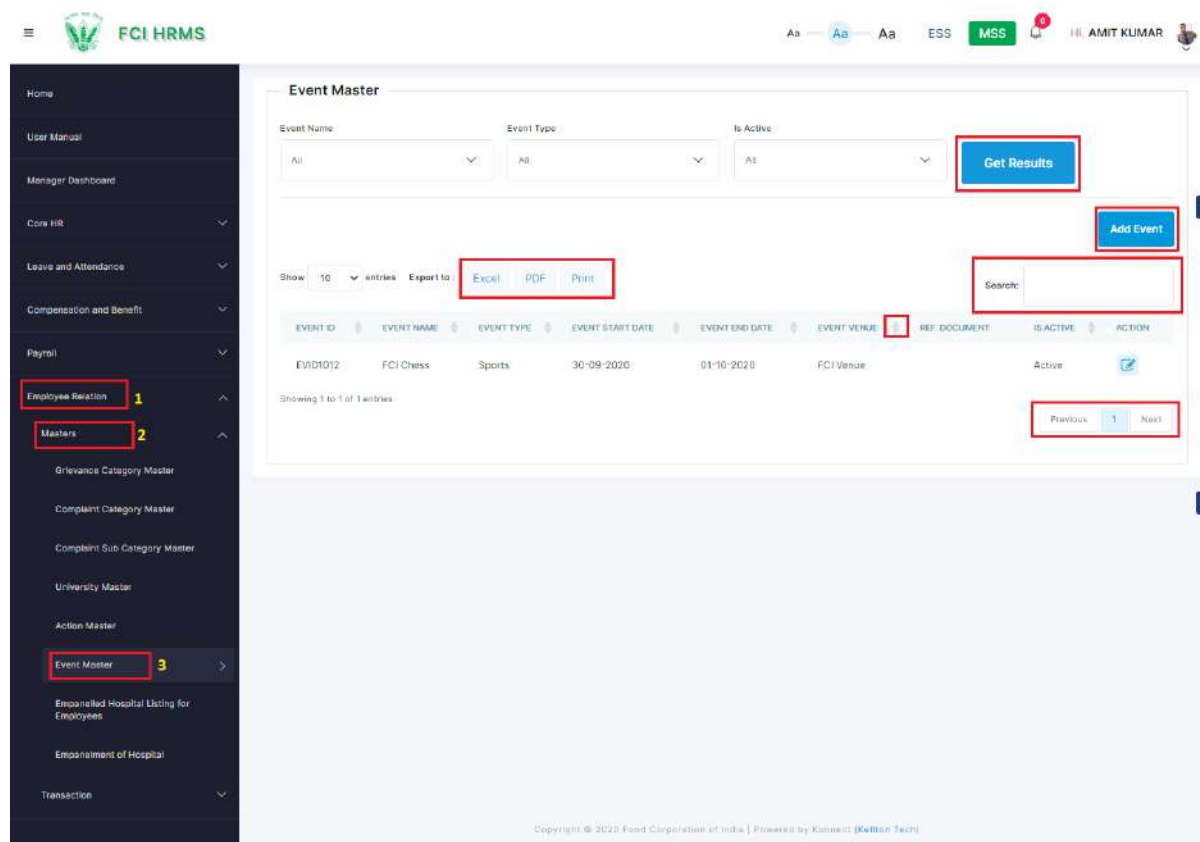 FCI HRMS
Aa Aa Aa ESS MSS 0 Hi, AMIT KUMAR
Home
User Manual
Manager Dashboard
Core HR
Leave and Attendance
Compensation and Benefit
Payroll
Employee Relation 1
Masters 2
Grievance Category Master
Complaint Category Master
Complaint Sub Category Master
University Master
Action Master
Event Master 3
Empanelled Hospital Listing for
Employees
Empanelment of Hospital
Transaction
Event Master
Event Name Event Type Is Active
All All All Get Results
Add Event
Show 10 entries Export to : Excel PDF Print Search:
EVENT ID EVENT NAME EVENT TYPE EVENT START DATE EVENT END DATE EVENT VENUE REF. DOCUMENT IS ACTIVE ACTION
EVID1012 FCI Chess Sports 30-09-2020 01-10-2020 FCI Venue Active
Showing 1 to 1 of 1 entries
Previous 1 Next
Copyright © 2020 Food Corporation of India | Powered by Konnect (Kellton Tech)